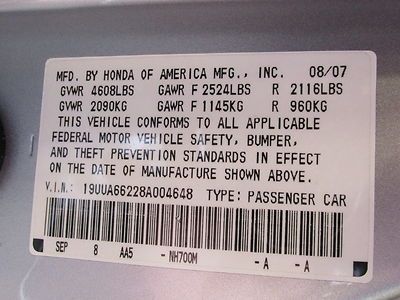 MFD. BY HONDA OF AMERICA MFG., INC. 08/07
GVWR 4608LBS GAWR F 2524LBS R 2116LBS
GVWR 2090KG GAWR F 1145KG R 960KG
THIS VEHICLE CONFORMS TO ALL APPLICABLE
FEDERAL MOTOR VEHICLE SAFETY, BUMPER,
AND THEFT PREVENTION STANDARDS IN EFFECT
ON THE DATE OF MANUFACTURE SHOWN ABOVE.
V.I.N.: 19UUA66228A004648 TYPE: PASSENGER CAR
SEP 8 AA5 - NH700M -A -A